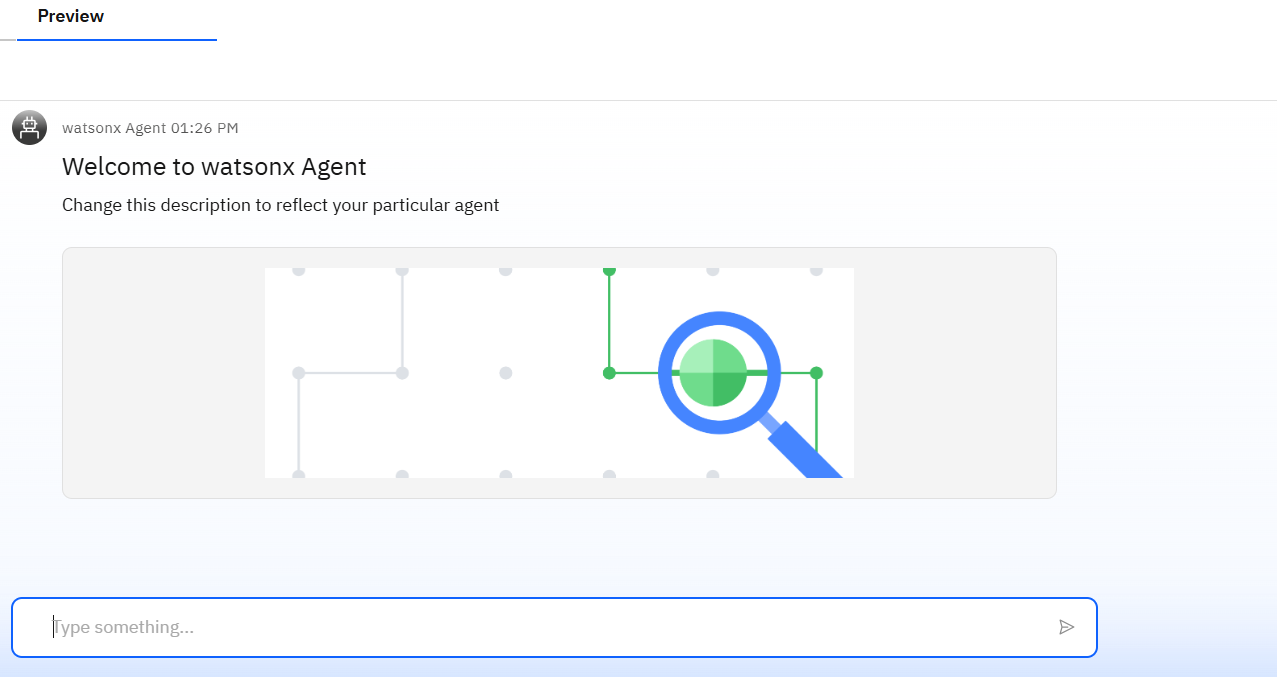 Preview
watsonx Agent 01:26 PM
Welcome to watsonx Agent
Change this description to reflect your particular agent
Type something...